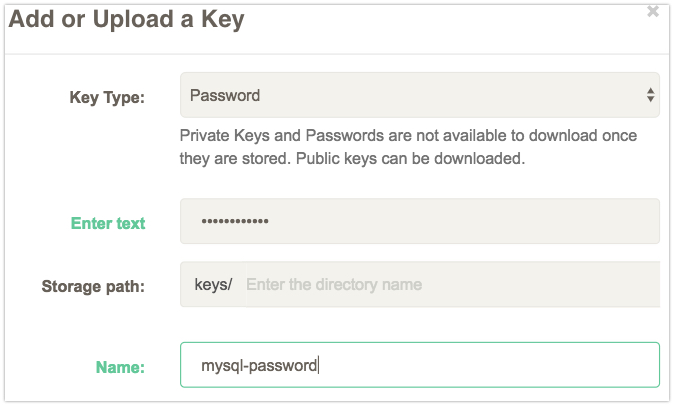 Add or Upload a Key ×
Key Type: Password
Private Keys and Passwords are not available to download once
they are stored. Public keys can be downloaded.
Enter text ••••••••••••
Storage path: keys/ Enter the directory name
Name: mysql-password